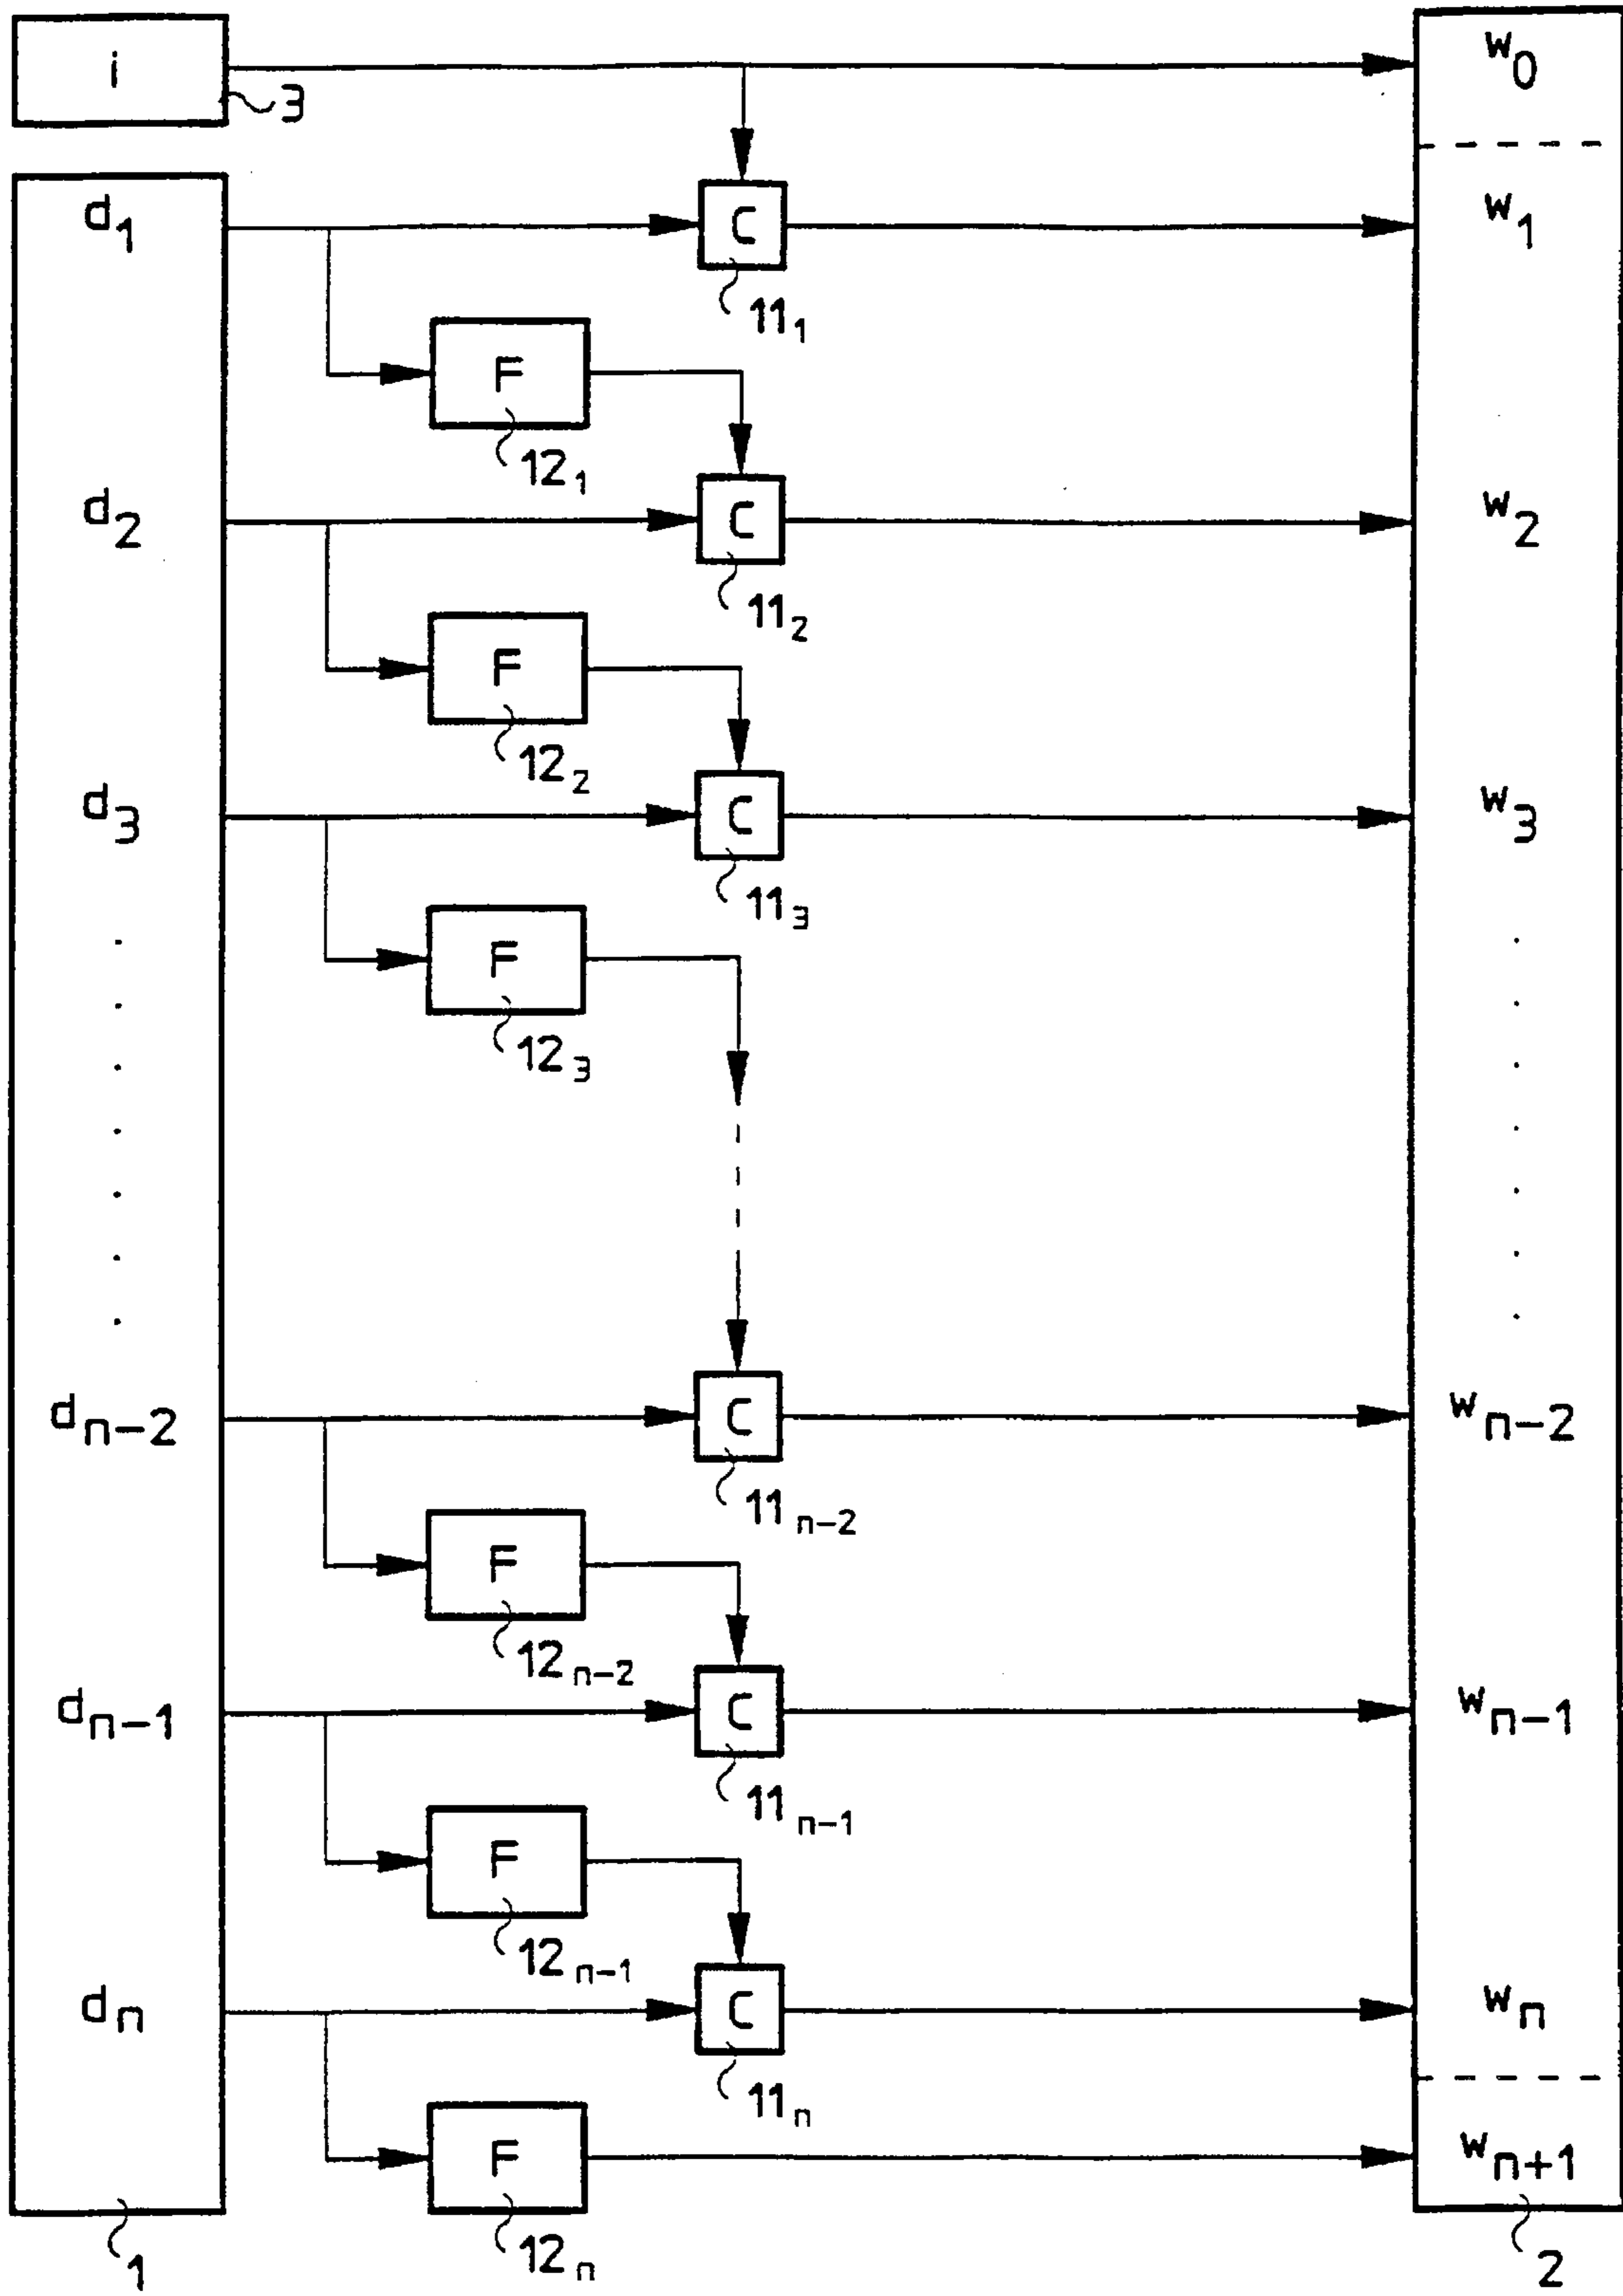 i
3
w₀
d₁
C
w₁
11₁
F
12₁
d₂
C
w₂
11₂
F
12₂
d₃
C
w₃
11₃
F
12₃
dₙ₋₂
C
wₙ₋₂
11ₙ₋₂
F
12ₙ₋₂
dₙ₋₁
C
wₙ₋₁
11ₙ₋₁
F
12ₙ₋₁
dₙ
C
wₙ
11ₙ
F
wₙ₊₁
12ₙ
1
2